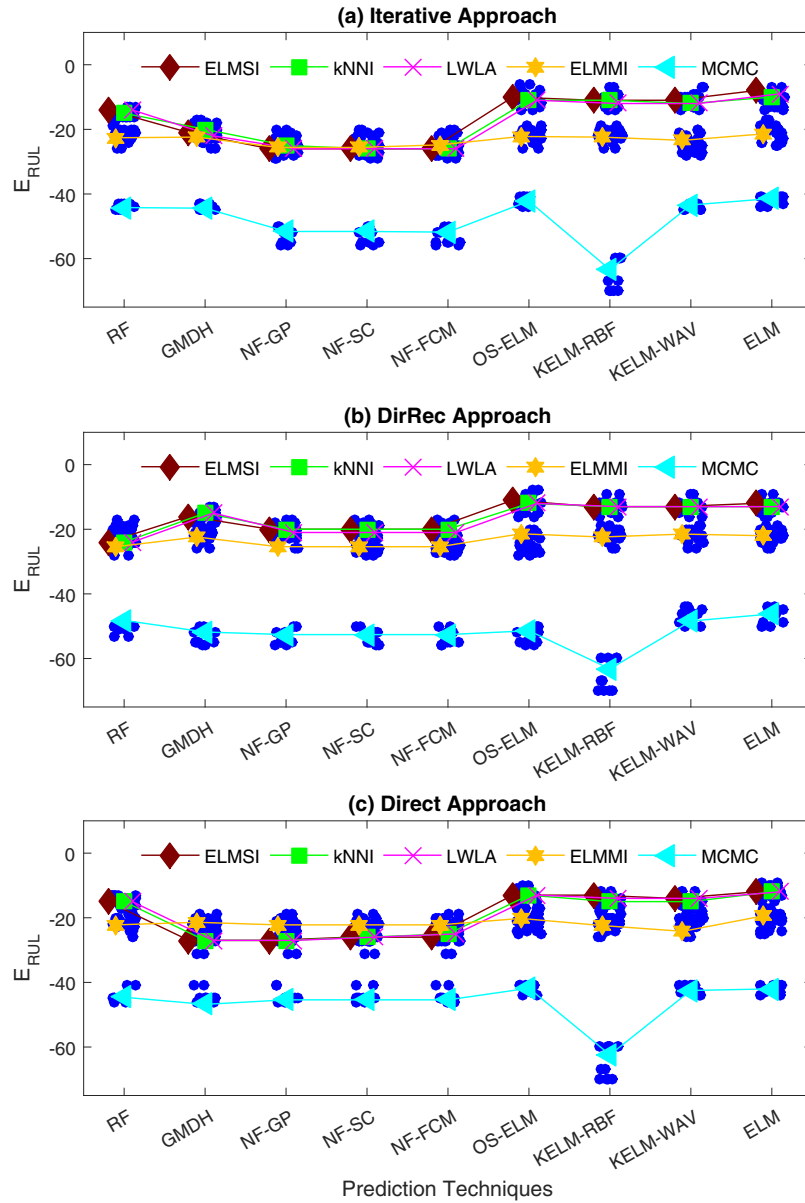 (a) Iterative Approach
ELMSI kNNI LWLA ELMMI MCMC
0
-20
-40
-60
E_RUL
RF GMDH NF-GP NF-SC NF-FCM OS-ELM KELM-RBF KELM-WAV ELM
(b) DirRec Approach
ELMSI kNNI LWLA ELMMI MCMC
0
-20
-40
-60
E_RUL
RF GMDH NF-GP NF-SC NF-FCM OS-ELM KELM-RBF KELM-WAV ELM
(c) Direct Approach
ELMSI kNNI LWLA ELMMI MCMC
0
-20
-40
-60
E_RUL
RF GMDH NF-GP NF-SC NF-FCM OS-ELM KELM-RBF KELM-WAV ELM
Prediction Techniques